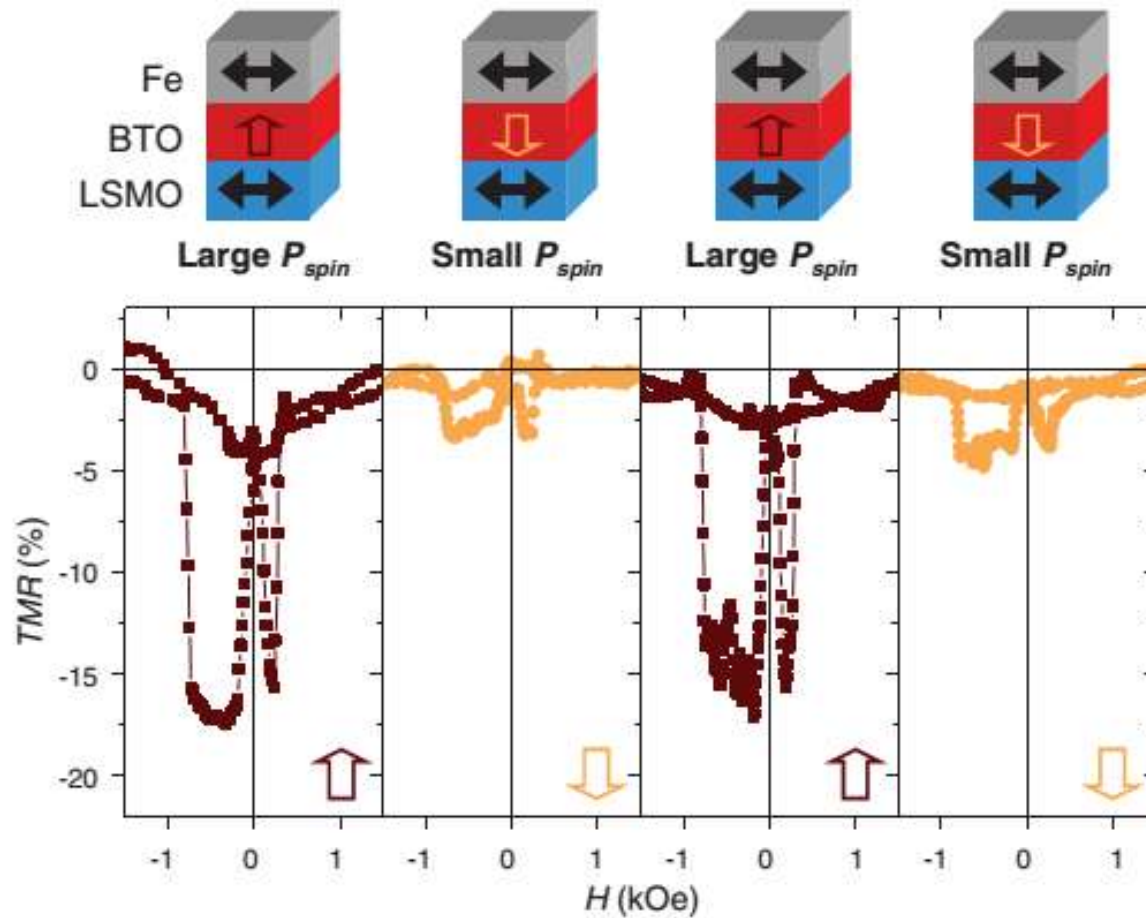 Fe
BTO
LSMO
Large P_spin Small P_spin Large P_spin Small P_spin
0
-5
-10
-15
-20
TMR (%)
-1 0 1 -1 0 1 -1 0 1 -1 0 1
H (kOe)